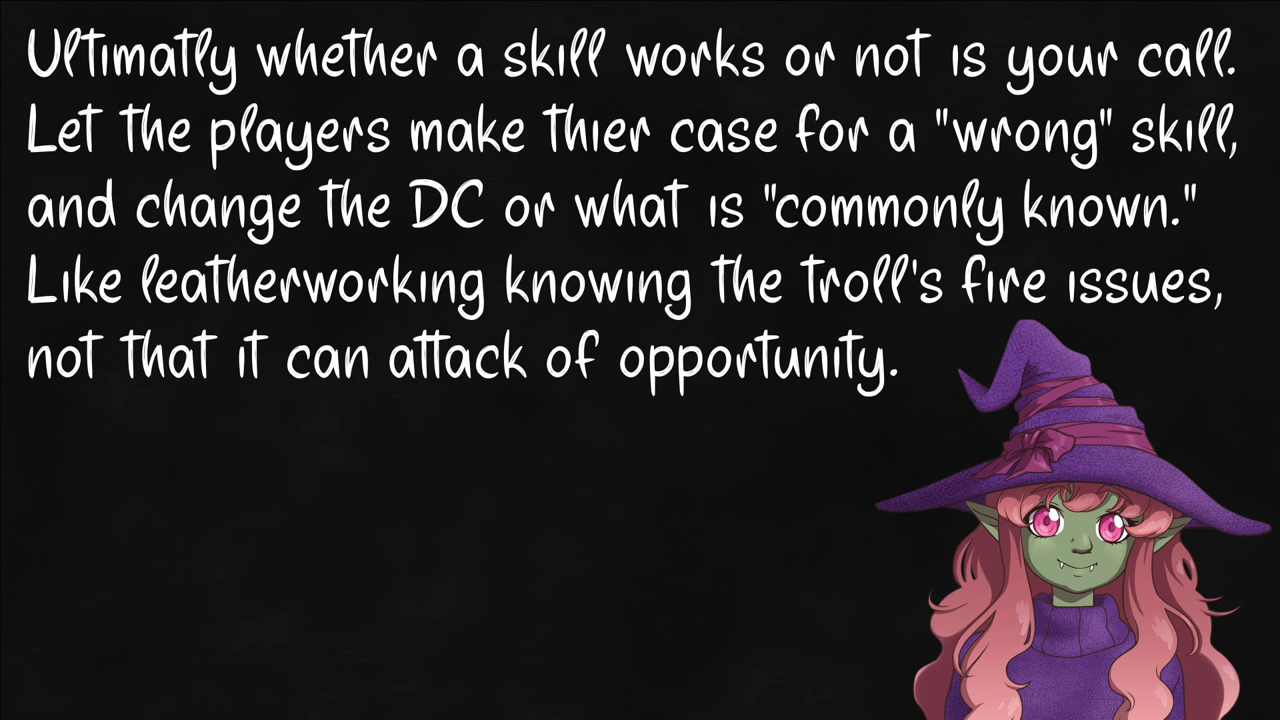 Ultimatly whether a skill works or not is your call.
Let the players make thier case for a "wrong" skill,
and change the DC or what is "commonly known."
Like leatherworking knowing the troll's fire issues,
not that it can attack of opportunity.